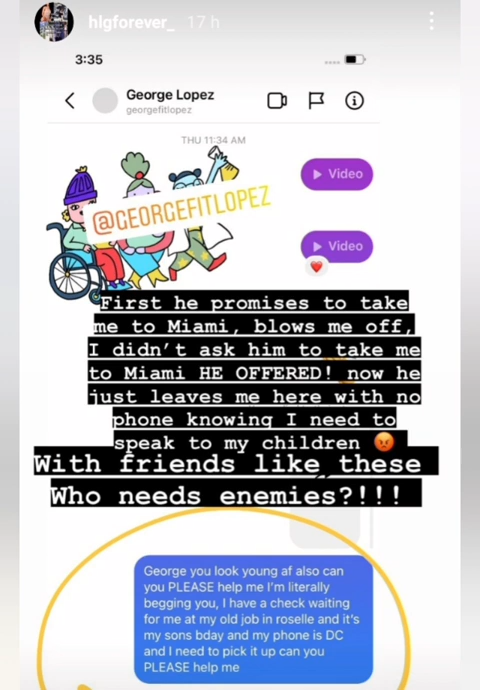 hlgforever_ 17 h
3:35
George Lopez
georgefitlopez
THU 11:34 AM
Video
@GEORGEFITLOPEZ
Video
First he promises to take
me to Miami, blows me off,
I didn't ask him to take me
to Miami HE OFFERED! now he
just leaves me here with no
phone knowing I need to
speak to my children 😡
With friends like these
Who needs enemies?!!!
George you look young af also can
you PLEASE help me I'm literally
begging you, I have a check waiting
for me at my old job in roselle and it's
my sons bday and my phone is DC
and I need to pick it up can you
PLEASE help me